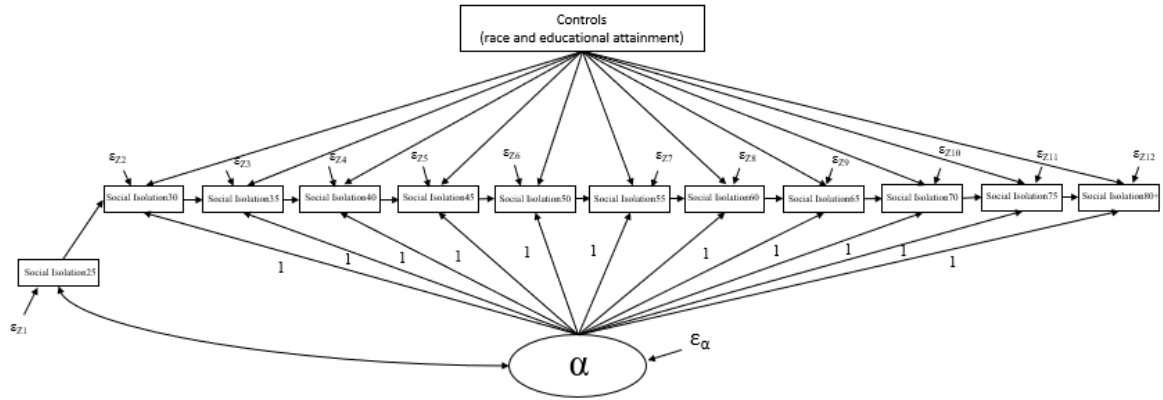 Controls
(race and educational attainment)
εZ2
εZ3
εZ4
εZ5
εZ6
εZ7
εZ8
εZ9
εZ10
εZ11
εZ12
Social Isolation30
Social Isolation35
Social Isolation40
Social Isolation45
Social Isolation50
Social Isolation55
Social Isolation60
Social Isolation65
Social Isolation70
Social Isolation75
Social Isolation80+
1
1
1
1
1
1
1
1
1
1
1
Social Isolation25
εZ1
εα
α